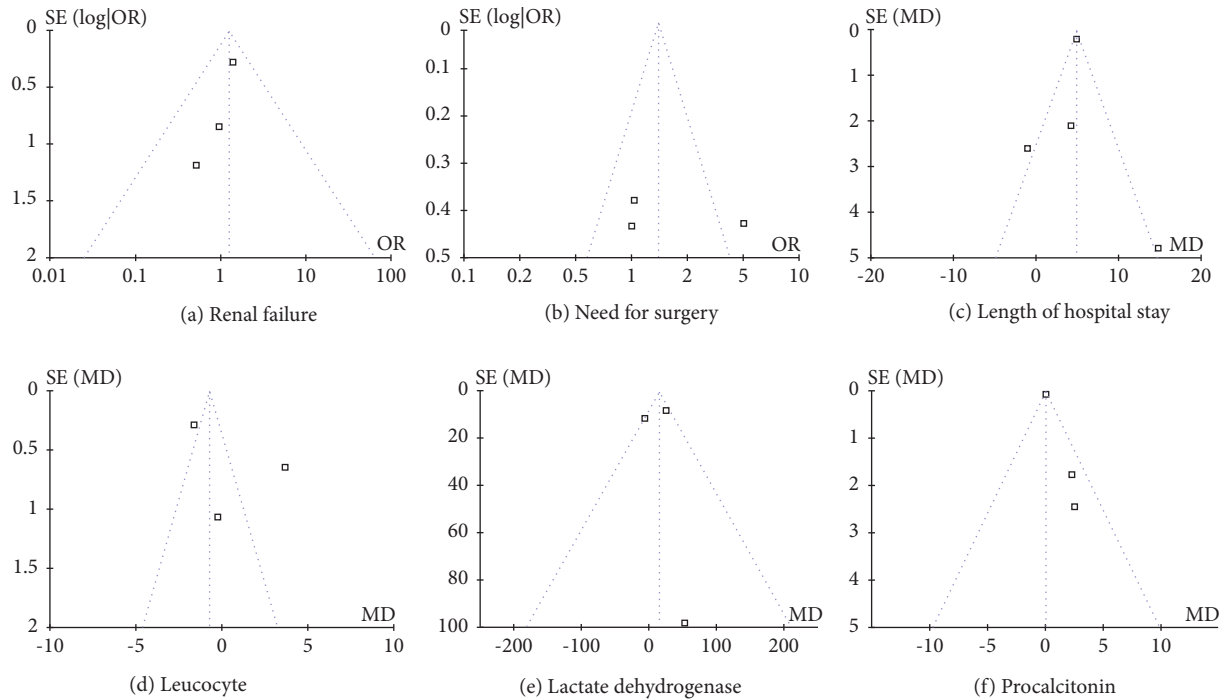 SE (log|OR)
0
0.5
1
1.5
2
OR
0.01 0.1 1 10 100
(a) Renal failure
SE (log|OR)
0
0.1
0.2
0.3
0.4
0.5
OR
0.1 0.2 0.5 1 2 5 10
(b) Need for surgery
SE (MD)
0
1
2
3
4
5
MD
-20 -10 0 10 20
(c) Length of hospital stay
SE (MD)
0
0.5
1
1.5
2
MD
-10 -5 0 5 10
(d) Leucocyte
SE (MD)
0
20
40
60
80
100
MD
-200 -100 0 100 200
(e) Lactate dehydrogenase
SE (MD)
0
1
2
3
4
5
MD
-10 -5 0 5 10
(f) Procalcitonin